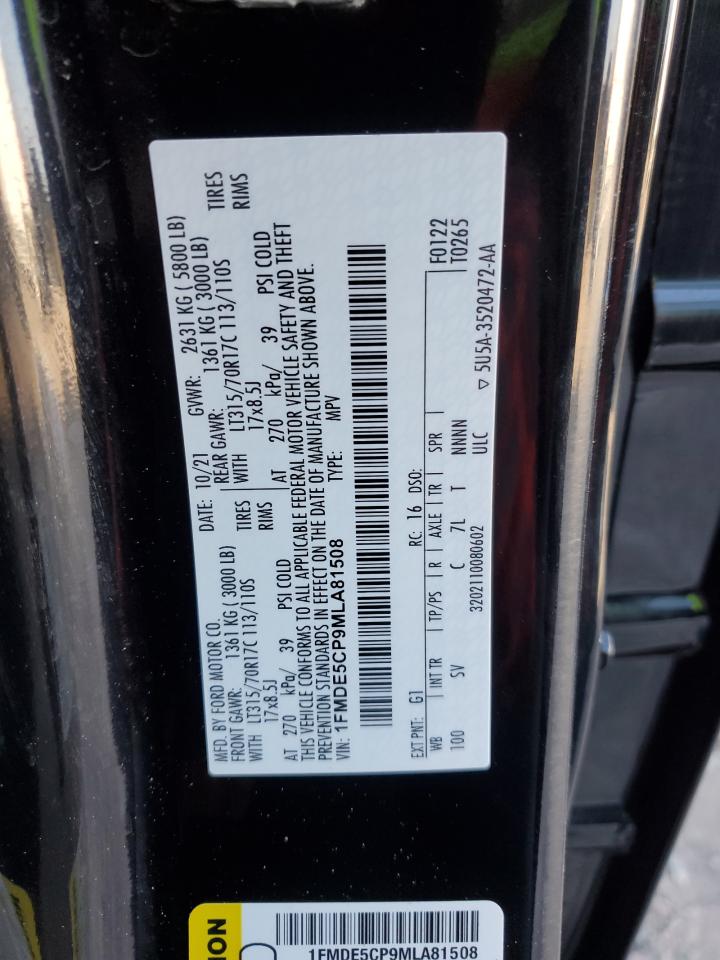 MFD. BY FORD MOTOR CO.
DATE: 10/21 GVWR: 2631 KG ( 5800 LB)
FRONT GAWR: 1361 KG ( 3000 LB) REAR GAWR: 1361 KG ( 3000 LB)
WITH LT315/70R17C 113/110S TIRES WITH LT315/70R17C 113/110S TIRES
17x8.5J RIMS 17x8.5J RIMS
AT 270 kPa/ 39 PSI COLD AT 270 kPa/ 39 PSI COLD
THIS VEHICLE CONFORMS TO ALL APPLICABLE FEDERAL MOTOR VEHICLE SAFETY AND THEFT
PREVENTION STANDARDS IN EFFECT ON THE DATE OF MANUFACTURE SHOWN ABOVE.
VIN: 1FMDE5CP9MLA81508 TYPE: MPV
EXT PNT: G1 RC: 16 DSO: F0122
T0265
WB INT TR TP/PS R AXLE TR SPR
100 SV C 7L T NNNN
3202110080602 ULC
▽ 5U5A-3520472-AA
ION
1FMDE5CP9MLA81508